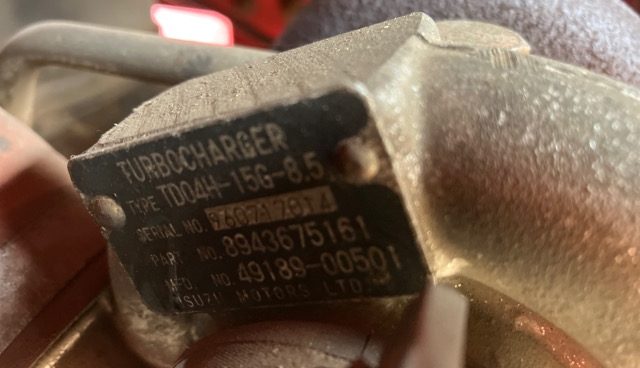 TURBOCHARGER
TYPE TD04H-15G-8.5
SERIAL NO.
PART NO. 8943675161
MFD. NO. 49189-00501
ISUZU MOTORS LTD.